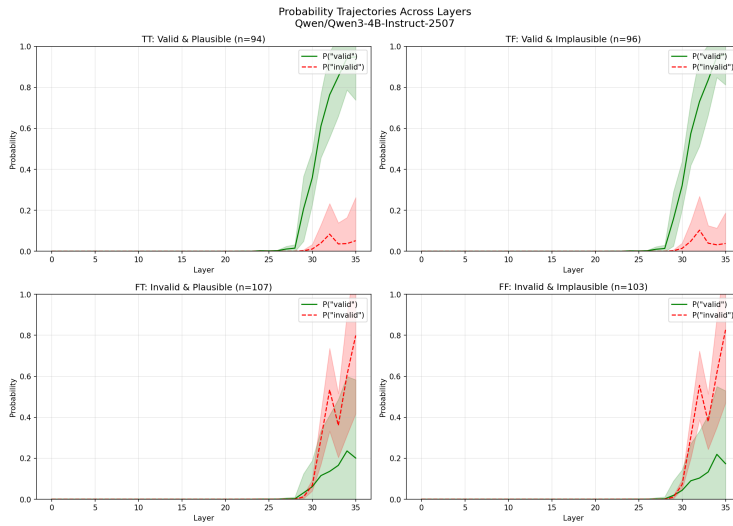 Probability Trajectories Across Layers
Qwen/Qwen3-4B-Instruct-2507
TT: Valid & Plausible (n=94)
1.0
0.8
0.6
0.4
0.2
0.0
Probability
0 5 10 15 20 25 30 35
Layer
P("valid")
P("invalid")
TF: Valid & Implausible (n=96)
1.0
0.8
0.6
0.4
0.2
0.0
Probability
0 5 10 15 20 25 30 35
Layer
P("valid")
P("invalid")
FT: Invalid & Plausible (n=107)
1.0
0.8
0.6
0.4
0.2
0.0
Probability
0 5 10 15 20 25 30 35
Layer
P("valid")
P("invalid")
FF: Invalid & Implausible (n=103)
1.0
0.8
0.6
0.4
0.2
0.0
Probability
0 5 10 15 20 25 30 35
Layer
P("valid")
P("invalid")